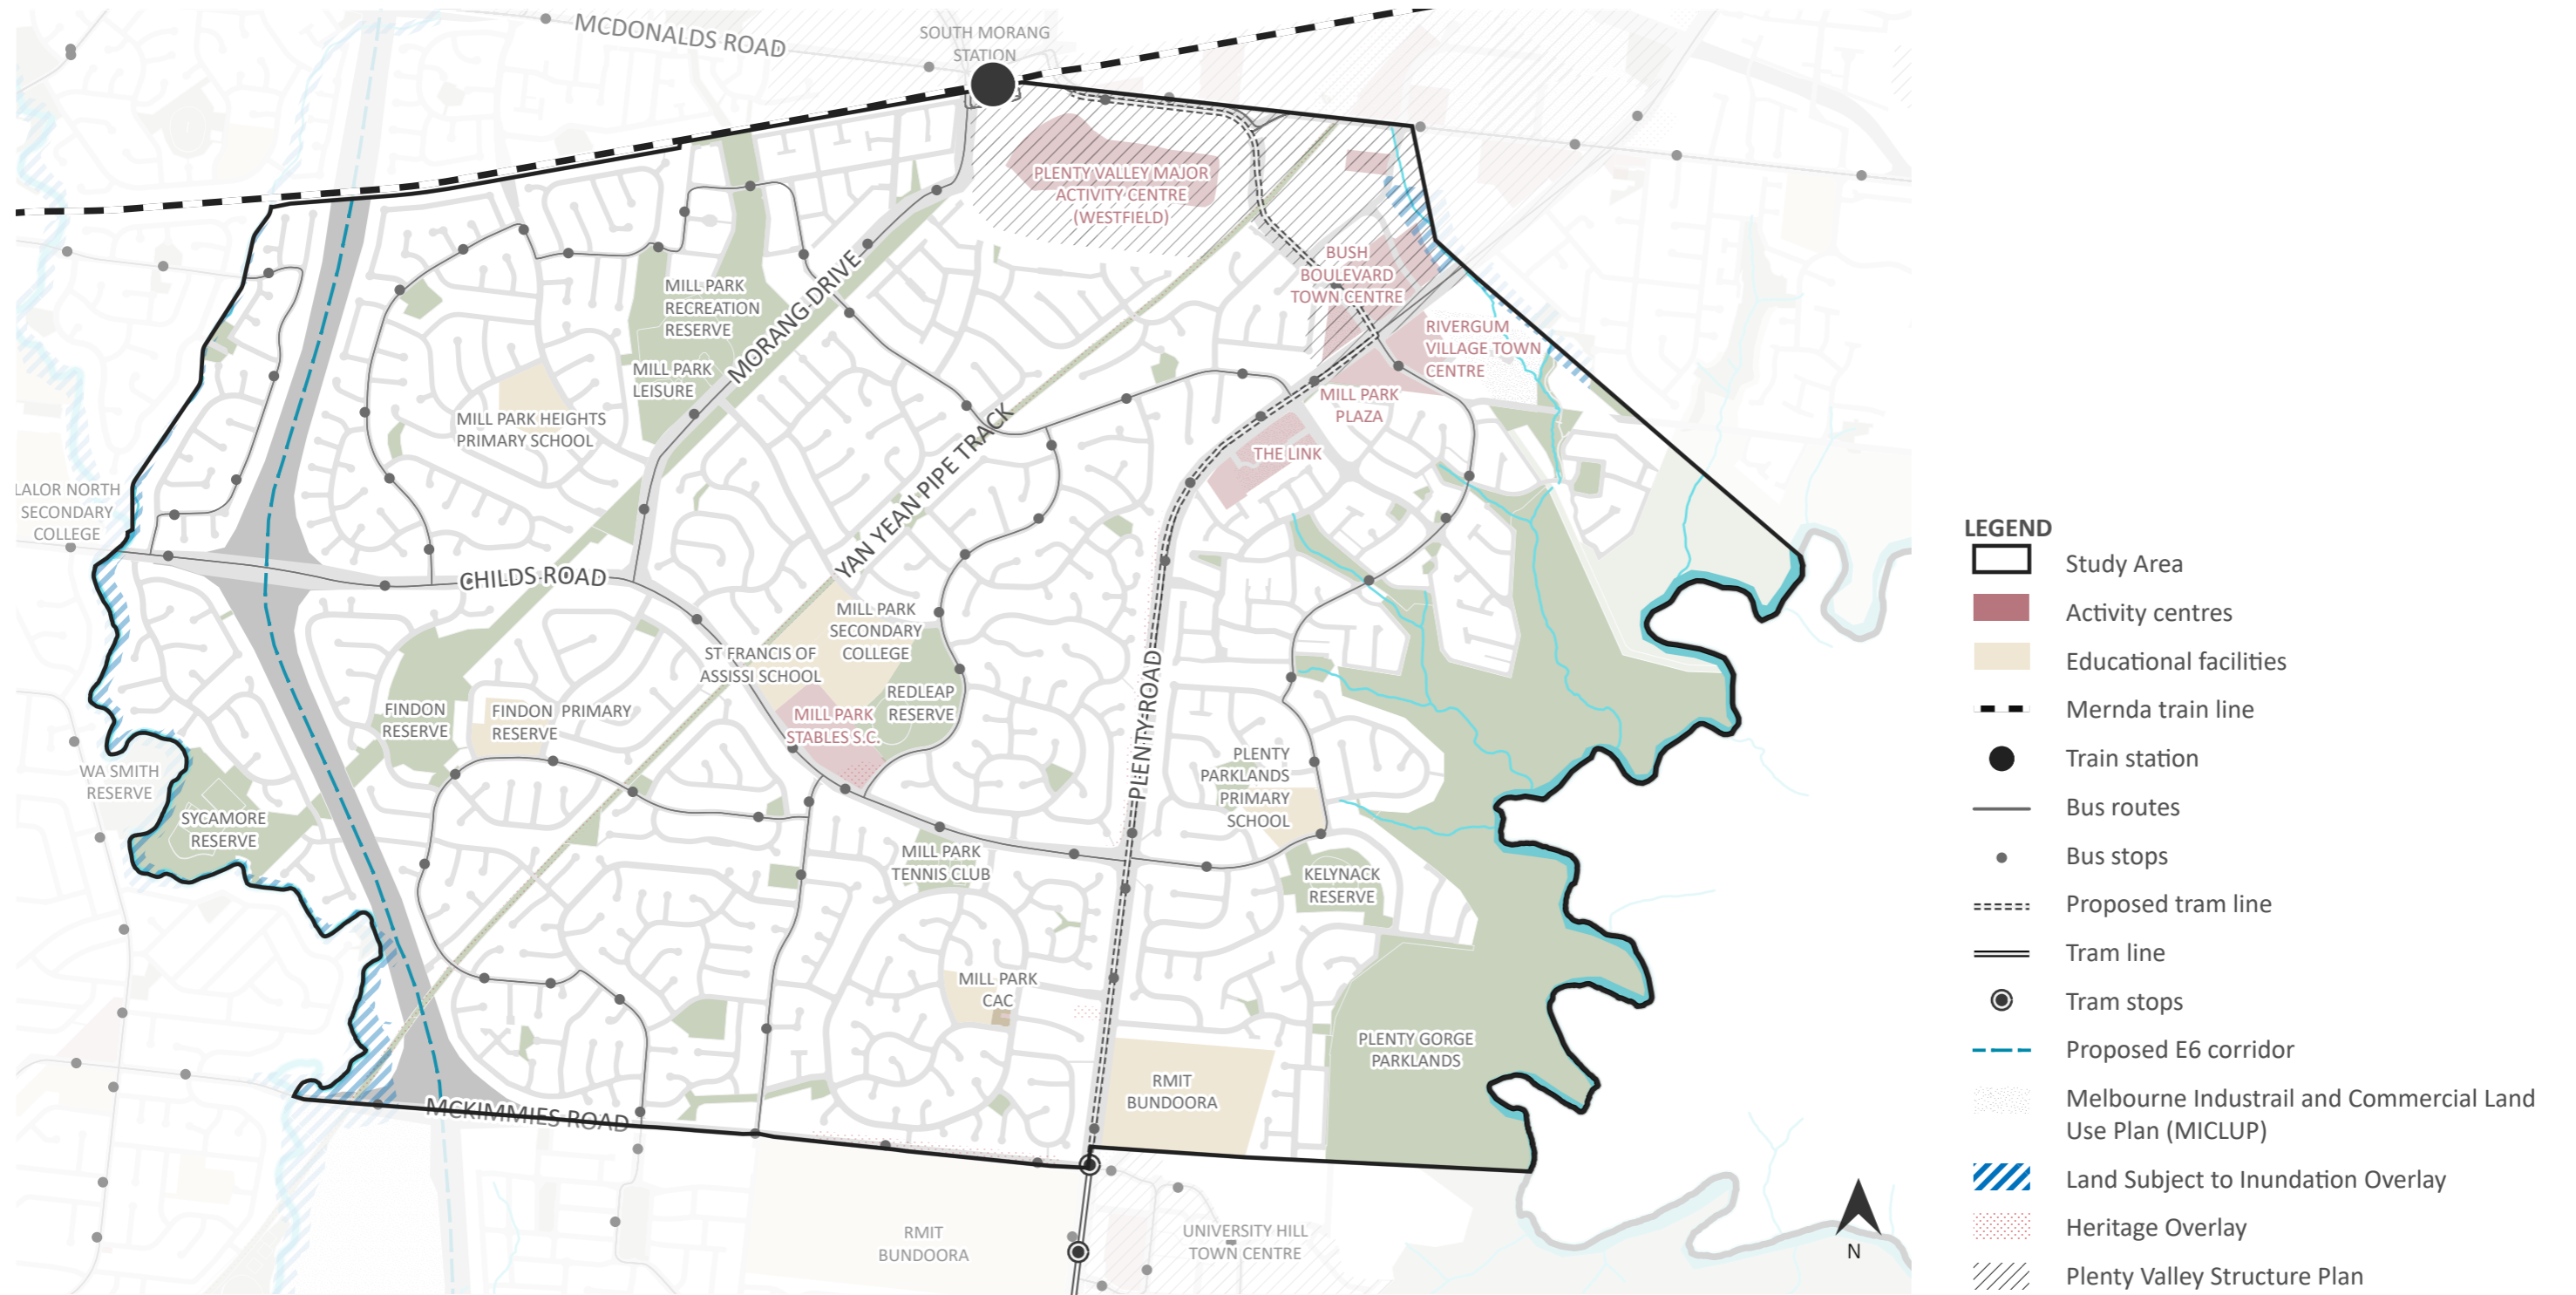 MCDONALDS ROAD
SOUTH MORANG
STATION
PLENTY VALLEY MAJOR
ACTIVITY CENTRE
(WESTFIELD)
BUSH
BOULEVARD
TOWN CENTRE
MILL PARK
RECREATION
RESERVE
MORANG DRIVE
RIVERGUM
VILLAGE TOWN
CENTRE
MILL PARK
LEISURE
MILL PARK
PLAZA
MILL PARK HEIGHTS
PRIMARY SCHOOL
THE LINK
YAN YEAN PIPE TRACK
LALOR NORTH
SECONDARY
COLLEGE
CHILDS ROAD
MILL PARK
SECONDARY
COLLEGE
ST FRANCIS OF
ASSISSI SCHOOL
REDLEAP
RESERVE
FINDON
RESERVE
FINDON PRIMARY
RESERVE
MILL PARK
STABLES S.C.
PLENTY ROAD
WA SMITH
RESERVE
PLENTY
PARKLANDS
PRIMARY
SCHOOL
SYCAMORE
RESERVE
MILL PARK
TENNIS CLUB
KELYNACK
RESERVE
MILL PARK
CAC
PLENTY GORGE
PARKLANDS
RMIT
BUNDOORA
MCKIMMIES ROAD
RMIT
BUNDOORA
UNIVERSITY HILL
TOWN CENTRE
N
LEGEND
Study Area
Activity centres
Educational facilities
Mernda train line
Train station
Bus routes
Bus stops
Proposed tram line
Tram line
Tram stops
Proposed E6 corridor
Melbourne Industrail and Commercial Land
Use Plan (MICLUP)
Land Subject to Inundation Overlay
Heritage Overlay
Plenty Valley Structure Plan